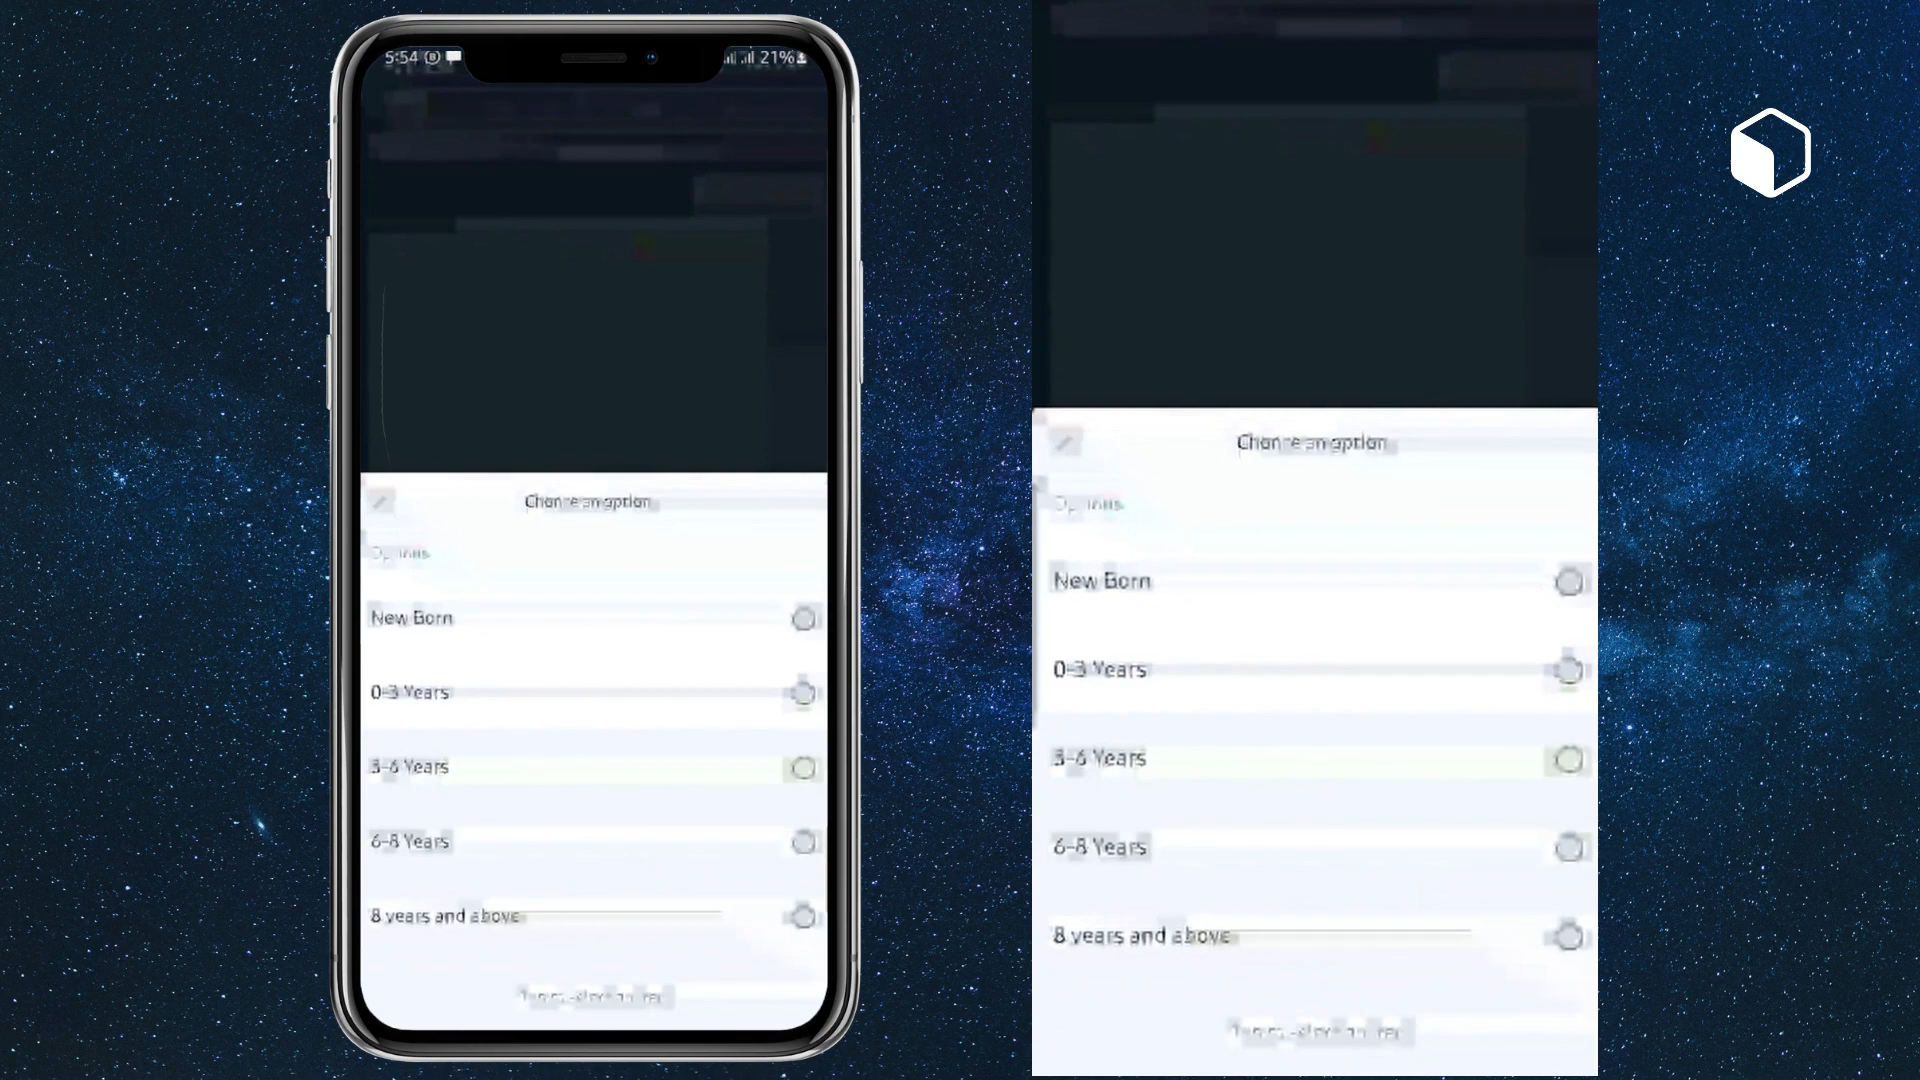 5:54
21%
Choose an option
Options
New Born
0-3 Years
3-6 Years
6-8 Years
8 years and above
Choose an option
Options
New Born
0-3 Years
3-6 Years
6-8 Years
8 years and above